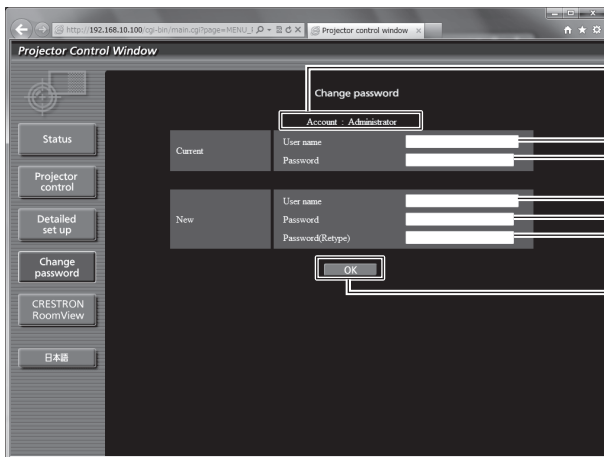 http://192.168.10.100/cgi-bin/main.cgi?page=MENU_
Projector control window
Projector Control Window
Change password
Account : Administrator
Status
Current
User name
Password
Projector
control
New
User name
Password
Password(Retype)
Detailed
set up
Change
password
OK
CRESTRON
RoomView
日本語